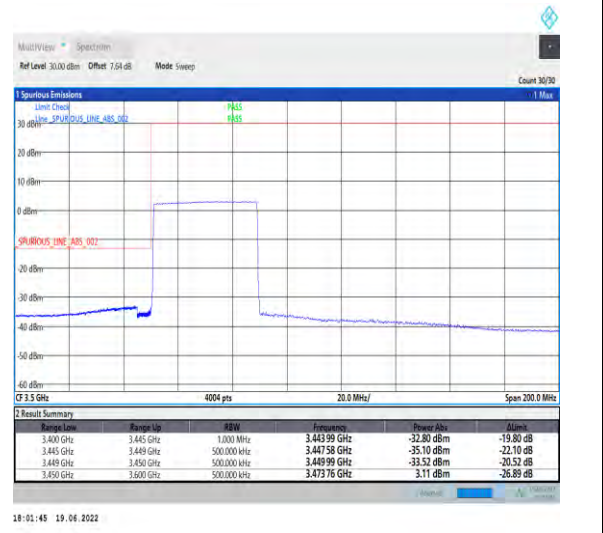 MultiView Spectrum
Ref Level 30.00 dBm Offset 7.64 dB Mode Sweep
Count 30/30
1 Spurious Emissions 1 Max
Limit Check PASS
Line _SPURIOUS_LINE_ABS_002 PASS
30 dBm
20 dBm
10 dBm
0 dBm
_SPURIOUS_LINE_ABS_002
-20 dBm
-30 dBm
-40 dBm
-50 dBm
-60 dBm
CF 3.5 GHz 4004 pts 20.0 MHz/ Span 200.0 MHz
2 Result Summary
Range Low Range Up RBW Frequency Power Abs ΔLimit
3.400 GHz 3.445 GHz 1.000 MHz 3.44399 GHz -32.80 dBm -19.80 dB
3.445 GHz 3.449 GHz 500.000 kHz 3.44758 GHz -35.10 dBm -22.10 dB
3.449 GHz 3.450 GHz 500.000 kHz 3.44999 GHz -33.52 dBm -20.52 dB
3.450 GHz 3.600 GHz 500.000 kHz 3.47376 GHz 3.11 dBm -26.89 dB
18:01:45 19.06.2022